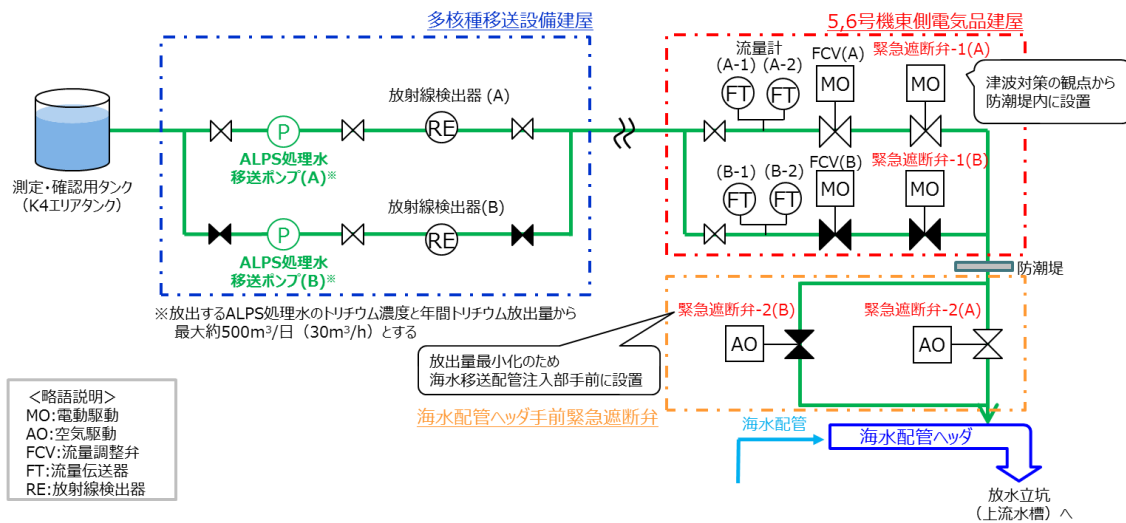 多核種移送設備建屋
5,6号機東側電気品建屋
流量計
(A-1) (A-2)
FT
FT
FCV(A)
MO
緊急遮断弁-1(A)
MO
津波対策の観点から
防潮堤内に設置
放射線検出器 (A)
P
RE
ALPS処理水
移送ポンプ(A)※
測定・確認用タンク
（K4エリアタンク）
(B-1) (B-2)
FT
FT
FCV(B)
MO
緊急遮断弁-1(B)
MO
放射線検出器(B)
P
RE
ALPS処理水
移送ポンプ(B)※
防潮堤
※放出するALPS処理水のトリチウム濃度と年間トリチウム放出量から
最大約500m³/日（30m³/h）とする
緊急遮断弁-2(B)
AO
緊急遮断弁-2(A)
AO
放出量最小化のため
海水移送配管注入部手前に設置
海水配管ヘッダ手前緊急遮断弁
海水配管
海水配管ヘッダ
放水立坑
（上流水槽）へ
＜略語説明＞
MO:電動駆動
AO:空気駆動
FCV:流量調整弁
FT:流量伝送器
RE:放射線検出器